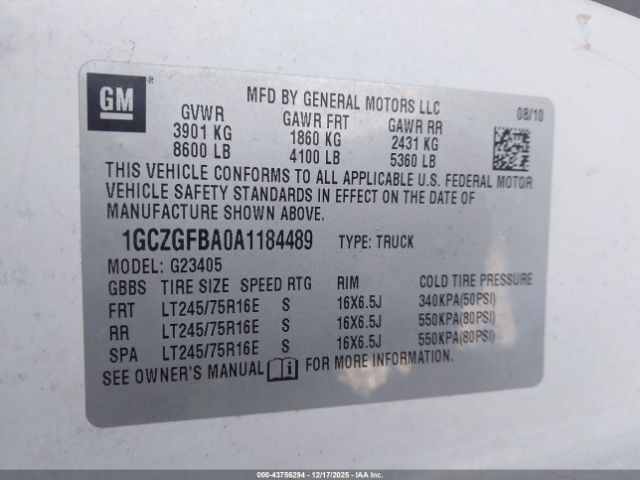 GM
MFD BY GENERAL MOTORS LLC
08/10
GVWR GAWR FRT GAWR RR
3901 KG 1860 KG 2431 KG
8600 LB 4100 LB 5360 LB
THIS VEHICLE CONFORMS TO ALL APPLICABLE U.S. FEDERAL MOTOR
VEHICLE SAFETY STANDARDS IN EFFECT ON THE DATE OF
MANUFACTURE SHOWN ABOVE.
1GCZGFBA0A1184489 TYPE: TRUCK
MODEL: G23405
GBBS TIRE SIZE SPEED RTG RIM COLD TIRE PRESSURE
FRT LT245/75R16E S 16X6.5J 340KPA(50PSI)
RR LT245/75R16E S 16X6.5J 550KPA(80PSI)
SPA LT245/75R16E S 16X6.5J 550KPA(80PSI)
SEE OWNER'S MANUAL FOR MORE INFORMATION.
000-43756294 - 12/17/2025 - IAAI.COM